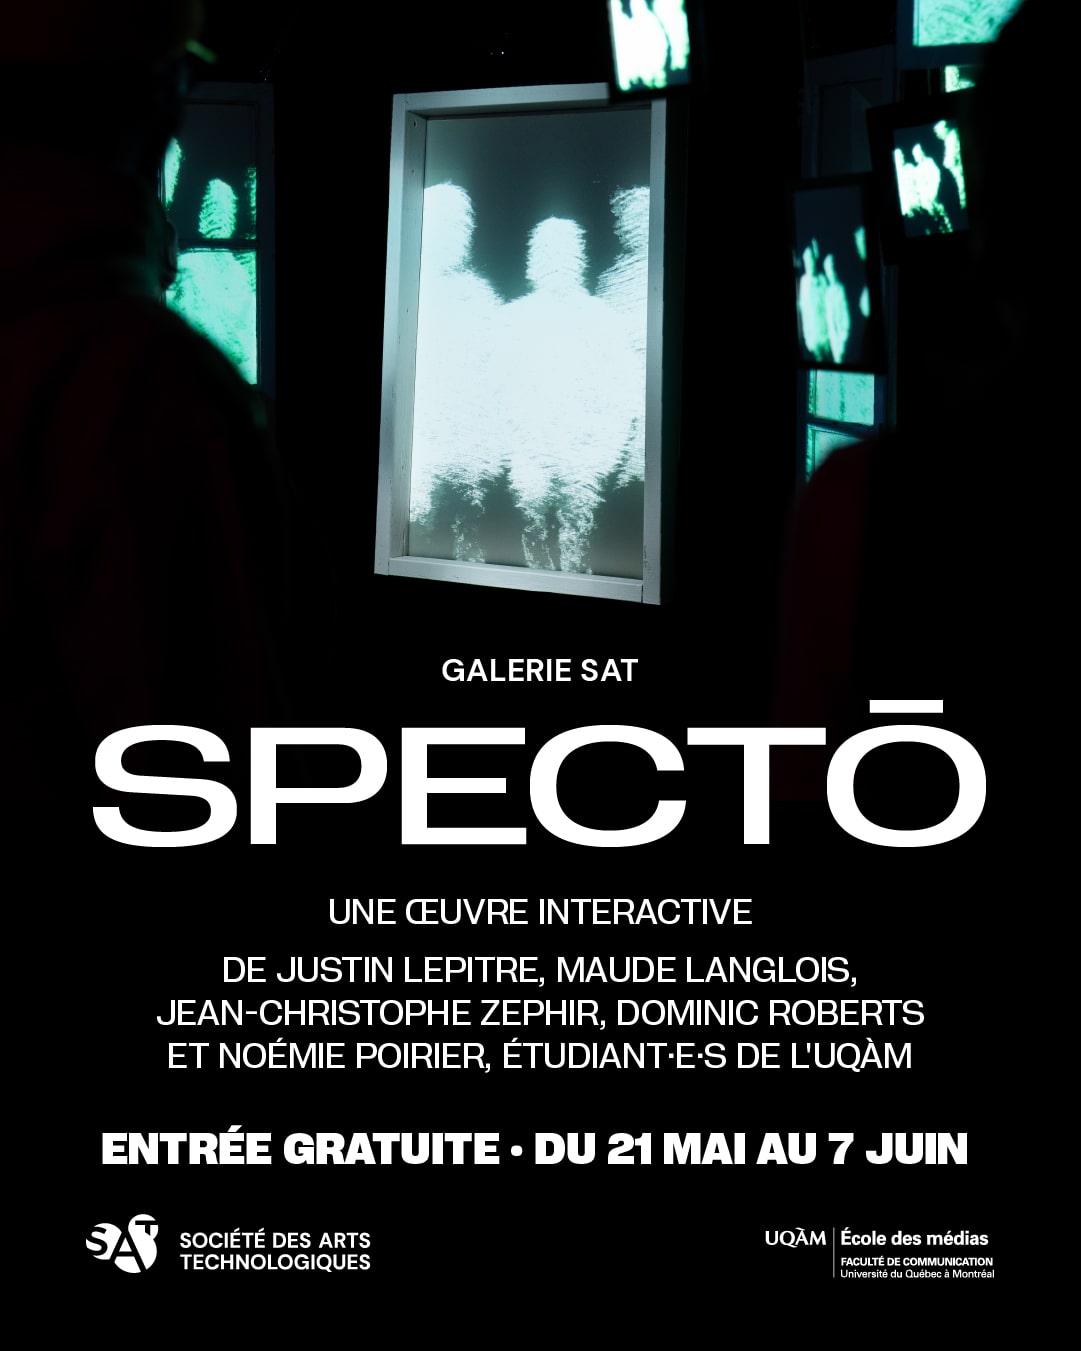 GALERIE SAT
SPECTŌ
UNE ŒUVRE INTERACTIVE
DE JUSTIN LEPITRE, MAUDE LANGLOIS,
JEAN-CHRISTOPHE ZEPHIR, DOMINIC ROBERTS
ET NOÉMIE POIRIER, ÉTUDIANT·E·S DE L'UQÀM
ENTRÉE GRATUITE • DU 21 MAI AU 7 JUIN
SAT
SOCIÉTÉ DES ARTS
TECHNOLOGIQUES
UQÀM
École des médias
FACULTÉ DE COMMUNICATION
Université du Québec à Montréal